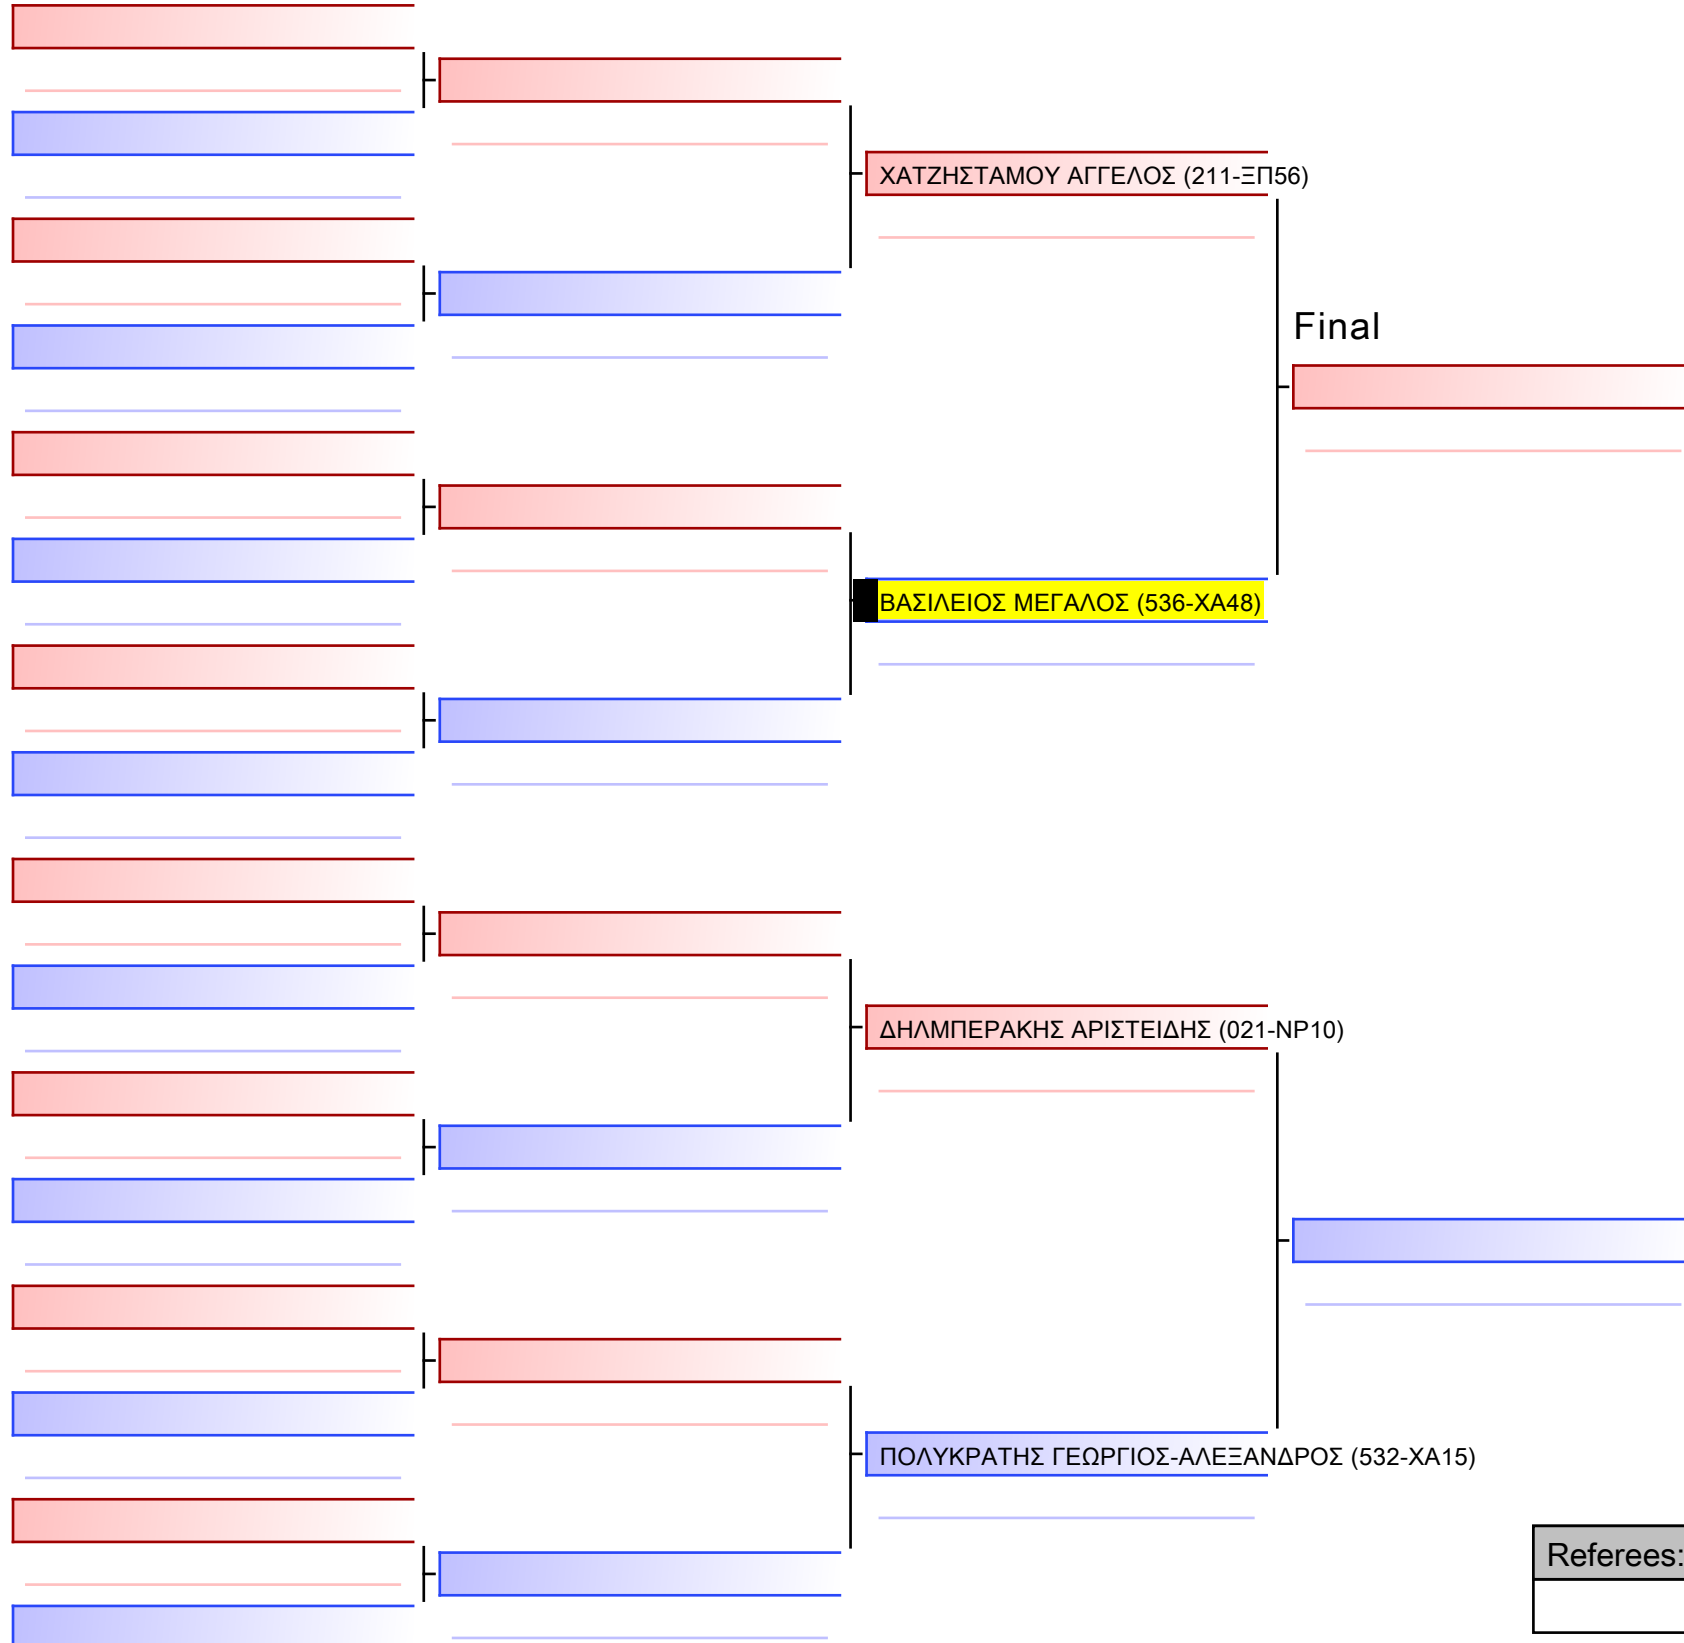 ΧΑΤΖΗΣΤΑΜΟΥ ΑΓΓΕΛΟΣ (211-ΞΠ56)
Final
ΒΑΣΙΛΕΙΟΣ ΜΕΓΑΛΟΣ (536-ΧΑ48)
ΔΗΛΜΠΕΡΑΚΗΣ ΑΡΙΣΤΕΙΔΗΣ (021-ΝΡ10)
ΠΟΛΥΚΡΑΤΗΣ ΓΕΩΡΓΙΟΣ-ΑΛΕΞΑΝΔΡΟΣ (532-ΧΑ15)
Referees: